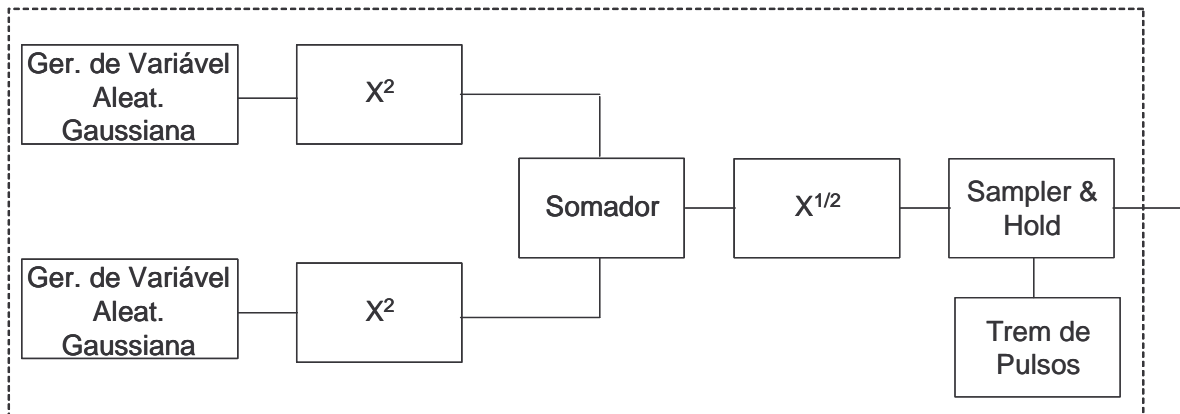 Ger. de Variável
Aleat.
Gaussiana
X²
Somador
X¹/²
Sampler &
Hold
Ger. de Variável
Aleat.
Gaussiana
X²
Trem de
Pulsos